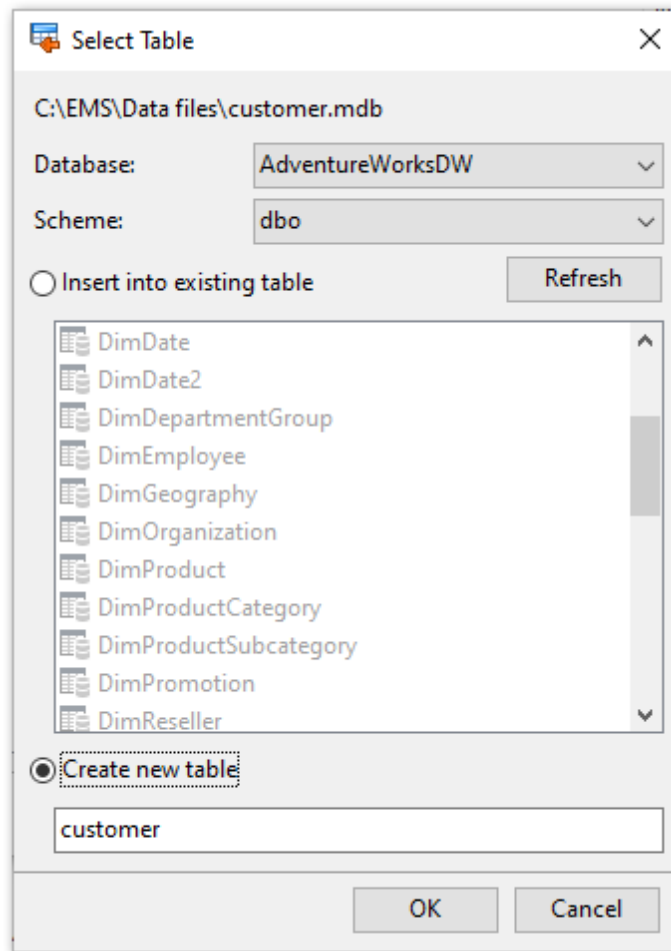 Select Table
C:\EMS\Data files\customer.mdb
Database: AdventureWorksDW
Scheme: dbo
Insert into existing table Refresh
DimDate
DimDate2
DimDepartmentGroup
DimEmployee
DimGeography
DimOrganization
DimProduct
DimProductCategory
DimProductSubcategory
DimPromotion
DimReseller
Create new table
customer
OK Cancel